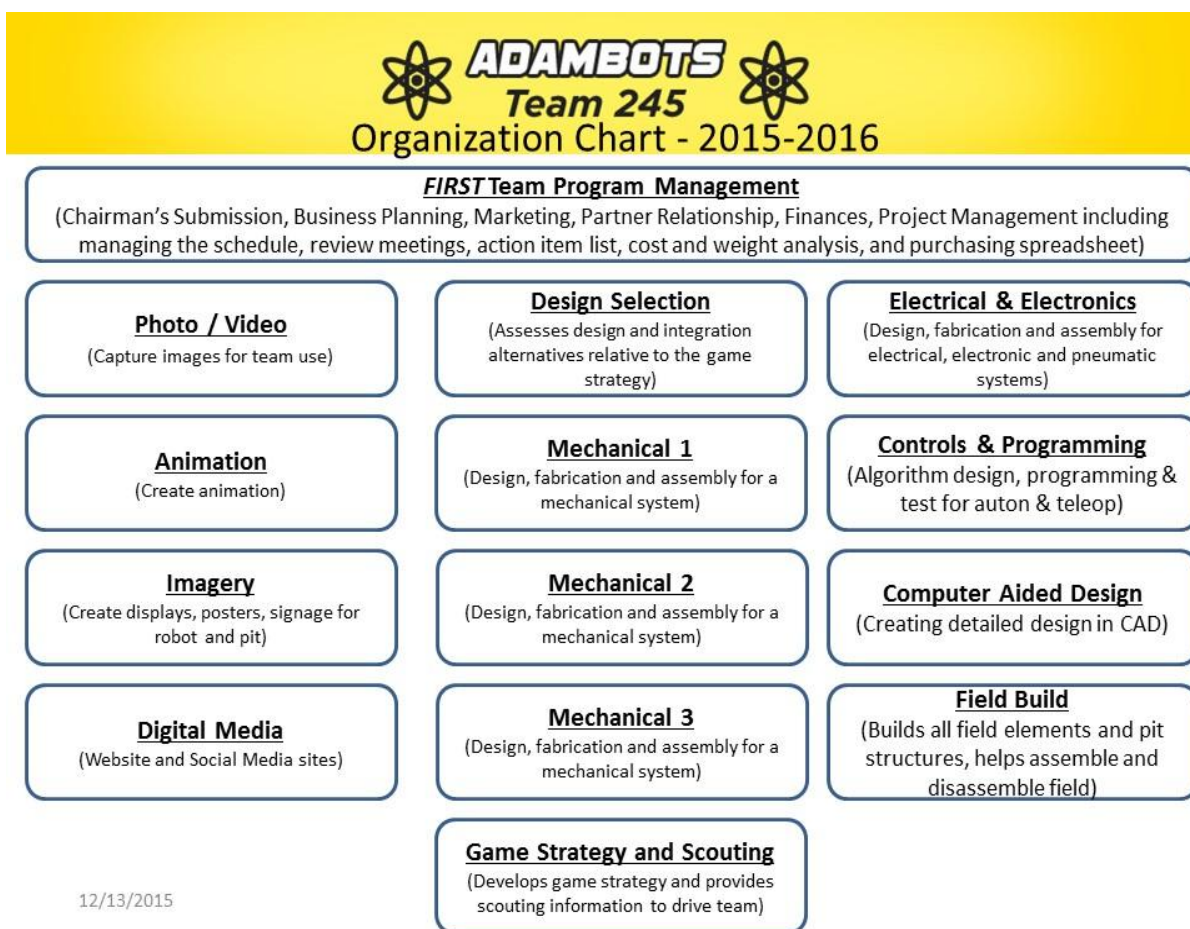 ADAMBOTS
Team 245
Organization Chart - 2015-2016
FIRST Team Program Management
(Chairman's Submission, Business Planning, Marketing, Partner Relationship, Finances, Project Management including
managing the schedule, review meetings, action item list, cost and weight analysis, and purchasing spreadsheet)
Photo / Video
(Capture images for team use)
Animation
(Create animation)
Imagery
(Create displays, posters, signage for
robot and pit)
Digital Media
(Website and Social Media sites)
Design Selection
(Assesses design and integration
alternatives relative to the game
strategy)
Mechanical 1
(Design, fabrication and assembly for a
mechanical system)
Mechanical 2
(Design, fabrication and assembly for a
mechanical system)
Mechanical 3
(Design, fabrication and assembly for a
mechanical system)
Game Strategy and Scouting
(Develops game strategy and provides
scouting information to drive team)
Electrical & Electronics
(Design, fabrication and assembly for
electrical, electronic and pneumatic
systems)
Controls & Programming
(Algorithm design, programming &
test for auton & teleop)
Computer Aided Design
(Creating detailed design in CAD)
Field Build
(Builds all field elements and pit
structures, helps assemble and
disassemble field)
12/13/2015